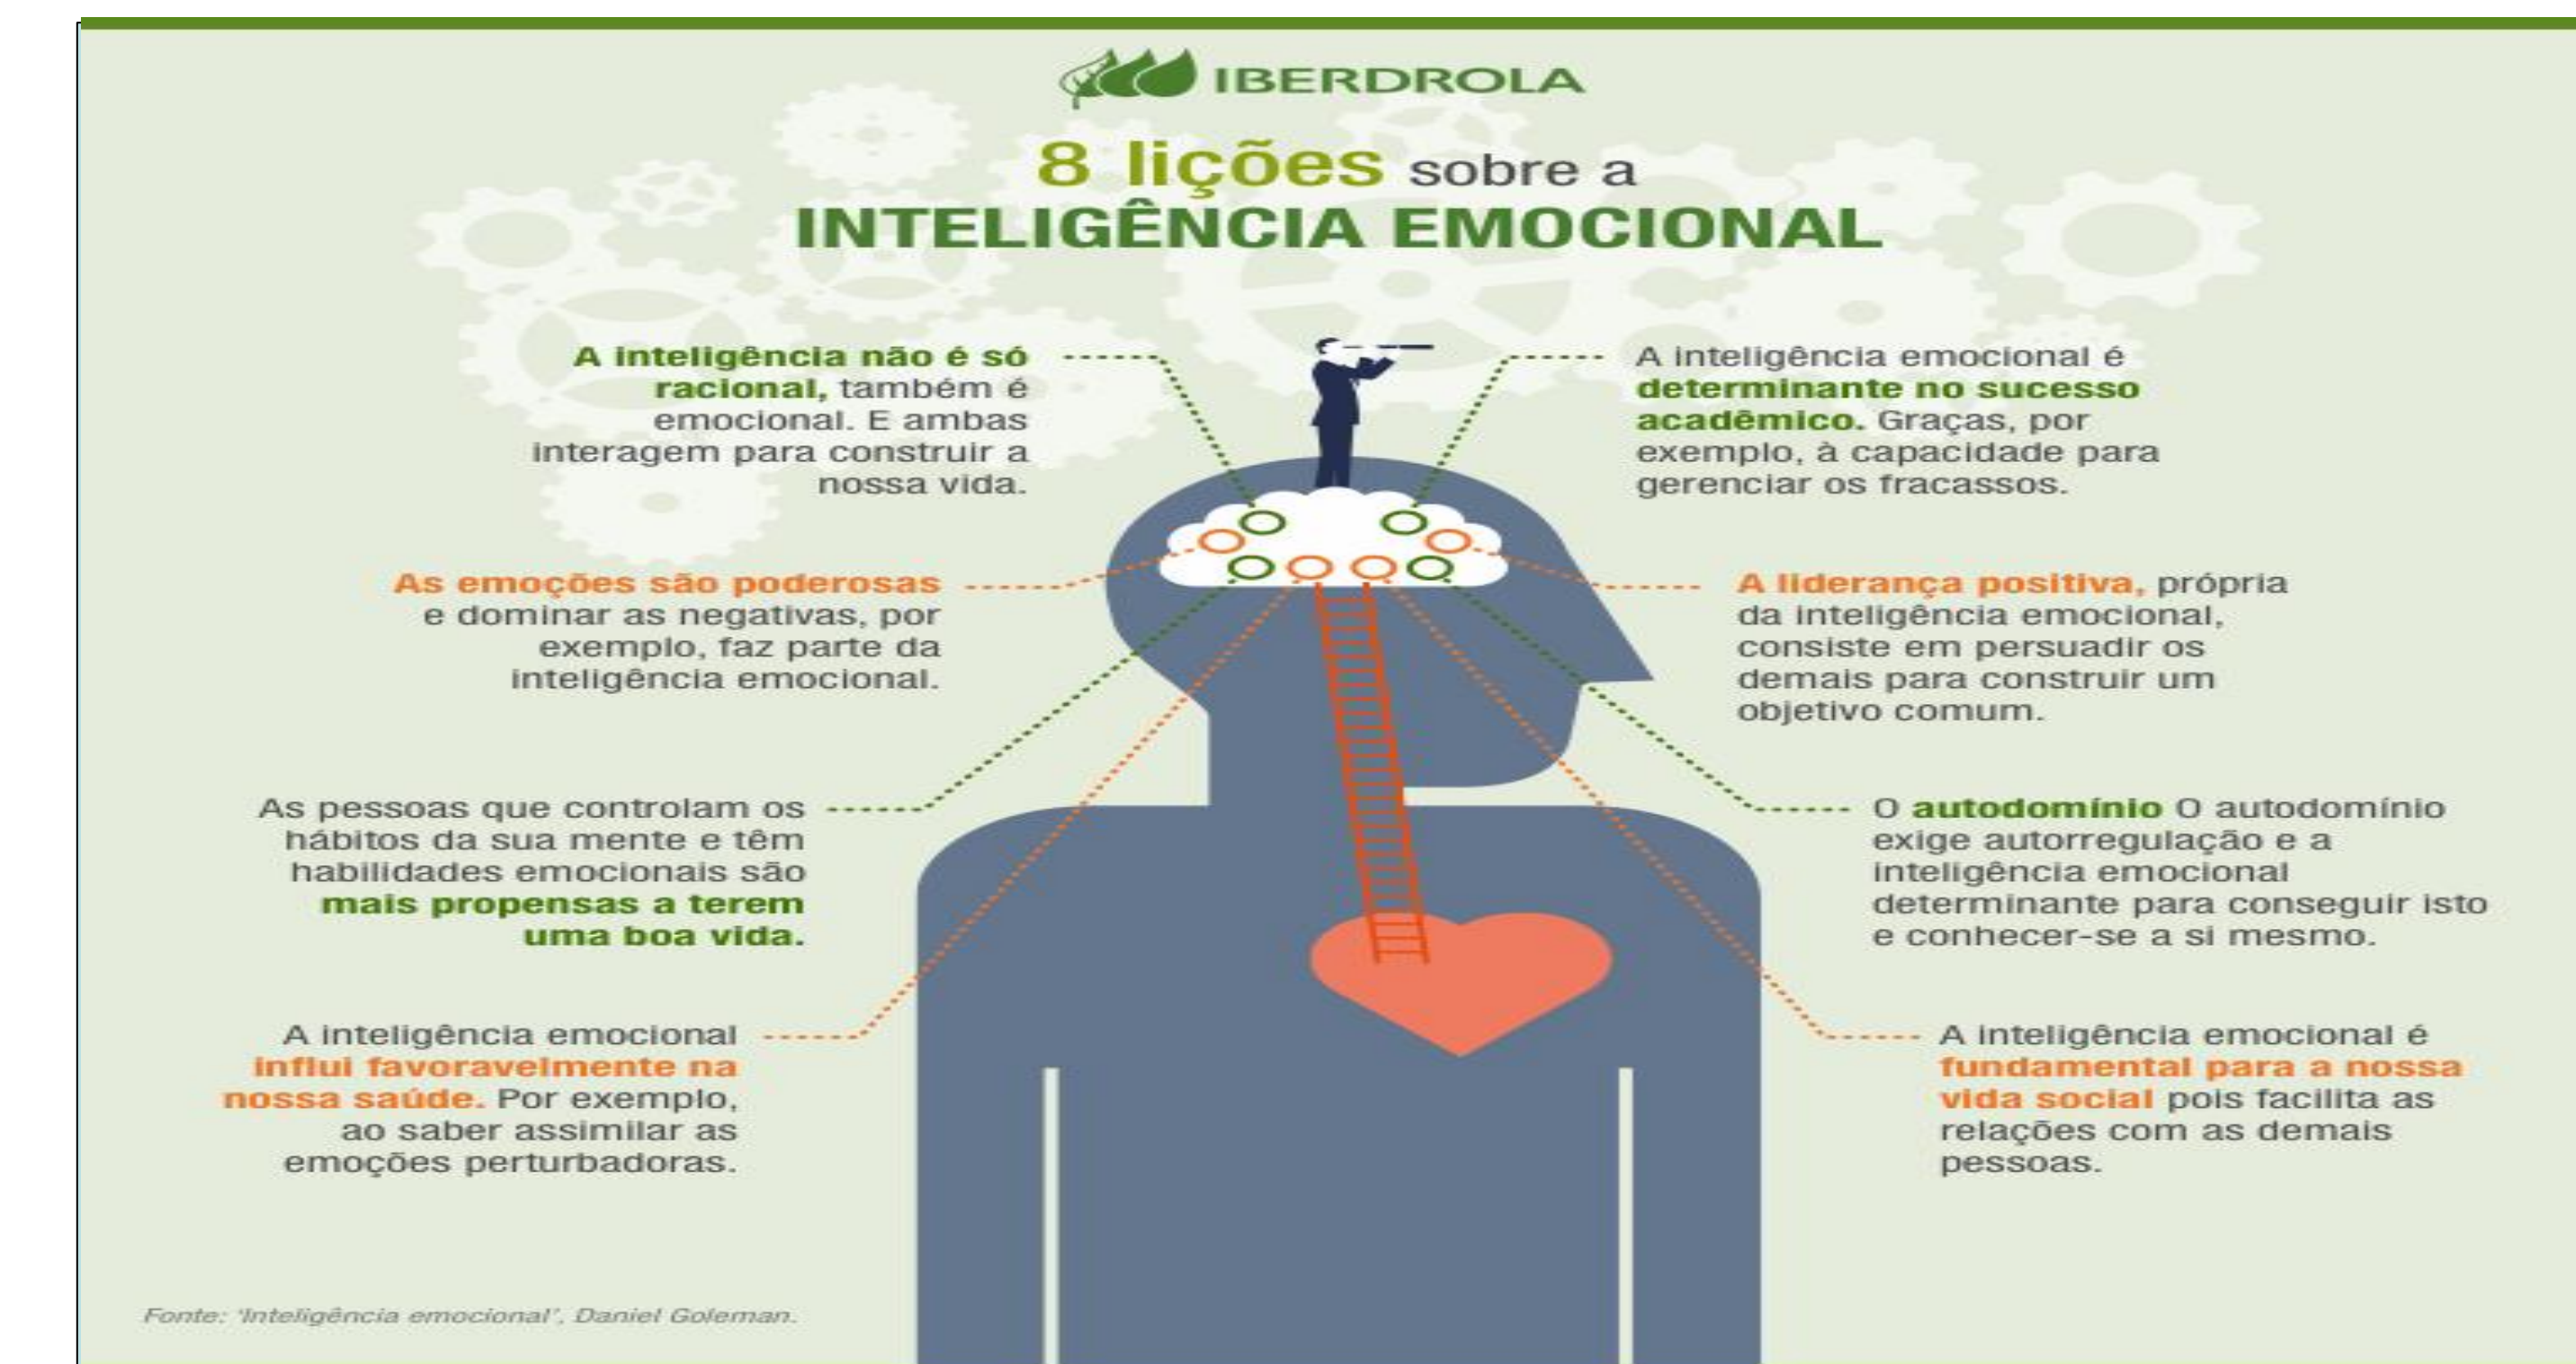 IBERDROLA
8 lições sobre a
INTELIGÊNCIA EMOCIONAL
A inteligência não é só
racional, também é
emocional. E ambas
interagem para construir a
nossa vida.
As emoções são poderosas
e dominar as negativas, por
exemplo, faz parte da
inteligência emocional.
As pessoas que controlam os
hábitos da sua mente e têm
habilidades emocionais são
mais propensas a terem
uma boa vida.
A inteligência emocional
influi favoravelmente na
nossa saúde. Por exemplo,
ao saber assimilar as
emoções perturbadoras.
A inteligência emocional é
determinante no sucesso
acadêmico. Graças, por
exemplo, à capacidade para
gerenciar os fracassos.
A liderança positiva, própria
da inteligência emocional,
consiste em persuadir os
demais para construir um
objetivo comum.
O autodomínio O autodomínio
exige autorregulação e a
inteligência emocional
determinante para conseguir isto
e conhecer-se a si mesmo.
A inteligência emocional é
fundamental para a nossa
vida social pois facilita as
relações com as demais
pessoas.
Fonte: 'Inteligência emocional', Daniel Goleman.